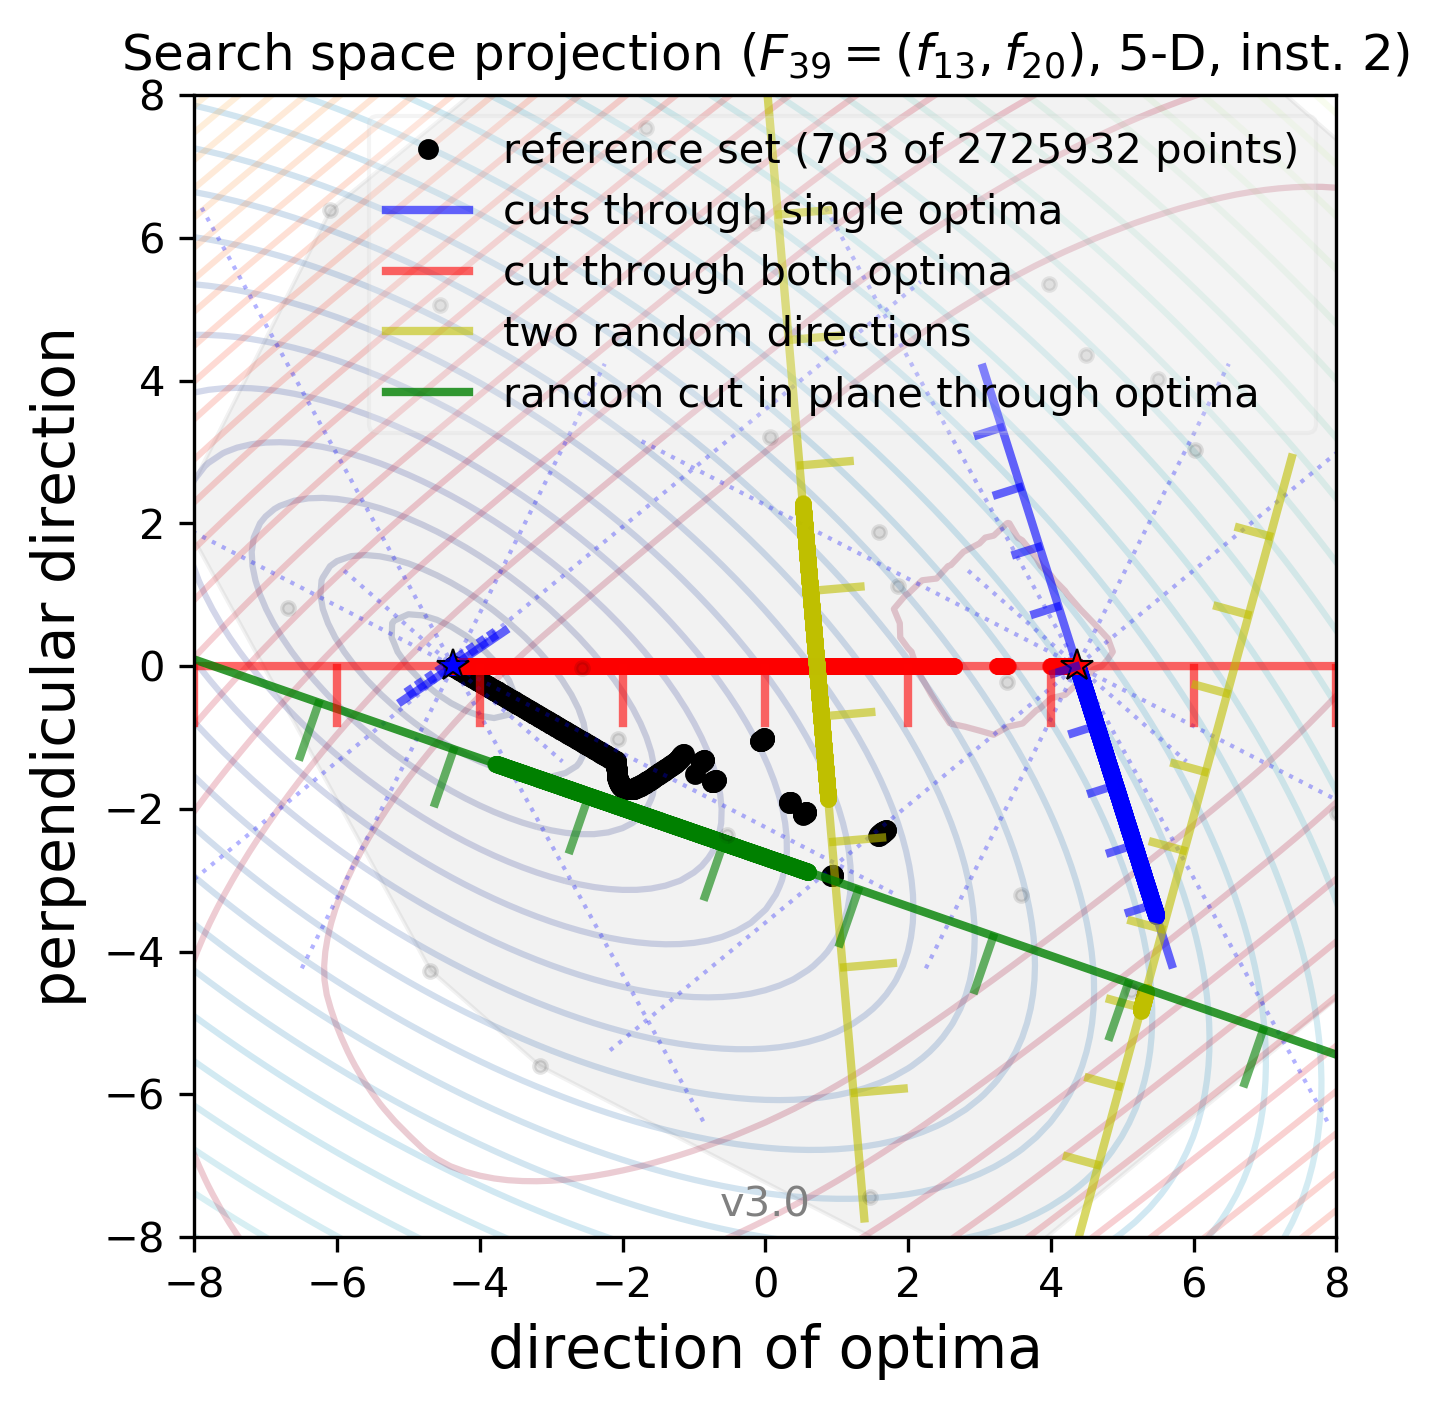 Search space projection (F₃₉ = (f₁₃, f₂₀), 5-D, inst. 2)
reference set (703 of 2725932 points)
cuts through single optima
cut through both optima
two random directions
random cut in plane through optima
8
6
4
2
0
−2
−4
−6
−8
perpendicular direction
v3.0
−8 −6 −4 −2 0 2 4 6 8
direction of optima